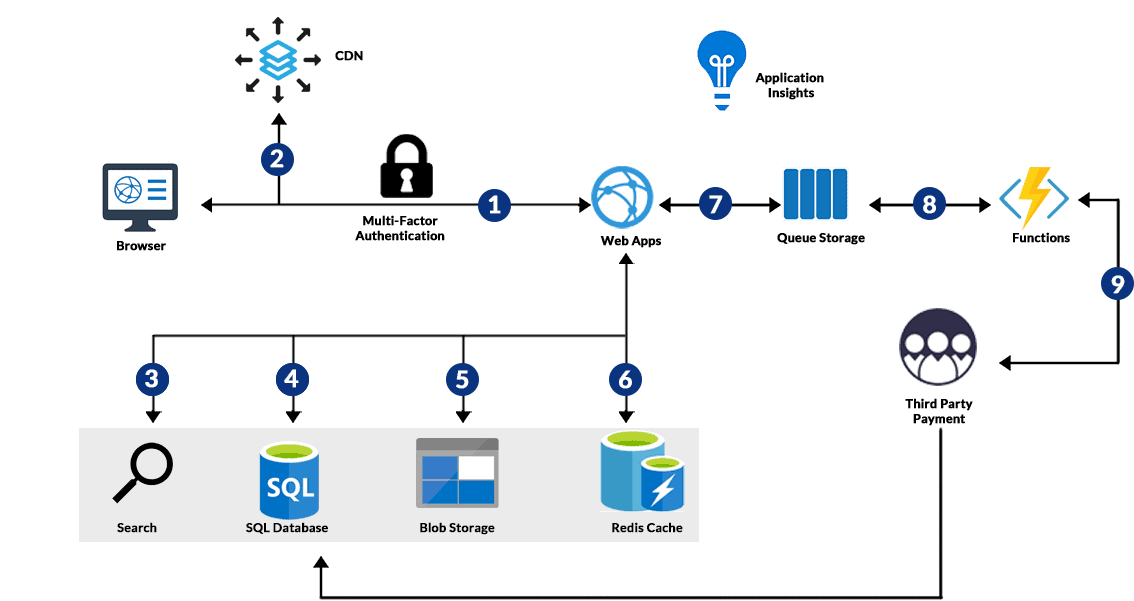 CDN
Application
Insights
2
1
7
8
Multi-Factor
Authentication
Browser
Web Apps
Queue Storage
Functions
9
3
4
5
6
Third Party
Payment
SQL
Search
SQL Database
Blob Storage
Redis Cache